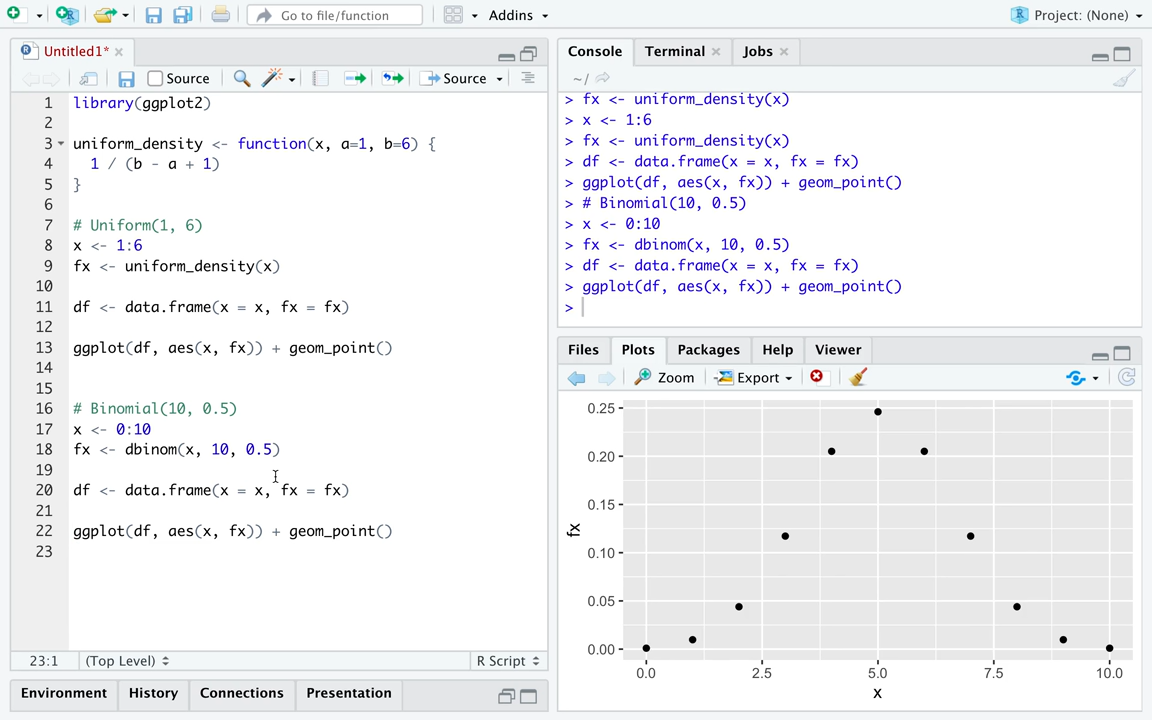 Go to file/function
Addins
Project: (None)
Untitled1*
Source
Source
1 library(ggplot2)
2
3 uniform_density <- function(x, a=1, b=6) {
4 1 / (b - a + 1)
5 }
6
7 # Uniform(1, 6)
8 x <- 1:6
9 fx <- uniform_density(x)
10
11 df <- data.frame(x = x, fx = fx)
12
13 ggplot(df, aes(x, fx)) + geom_point()
14
15
16 # Binomial(10, 0.5)
17 x <- 0:10
18 fx <- dbinom(x, 10, 0.5)
19
20 df <- data.frame(x = x, fx = fx)
21
22 ggplot(df, aes(x, fx)) + geom_point()
23
23:1 (Top Level) R Script
Environment History Connections Presentation
Console Terminal Jobs
~/
> fx <- uniform_density(x)
> x <- 1:6
> fx <- uniform_density(x)
> df <- data.frame(x = x, fx = fx)
> ggplot(df, aes(x, fx)) + geom_point()
> # Binomial(10, 0.5)
> x <- 0:10
> fx <- dbinom(x, 10, 0.5)
> df <- data.frame(x = x, fx = fx)
> ggplot(df, aes(x, fx)) + geom_point()
>
Files Plots Packages Help Viewer
Zoom Export
0.25
0.20
0.15
0.10
0.05
0.00
fx
0.0 2.5 5.0 7.5 10.0
x